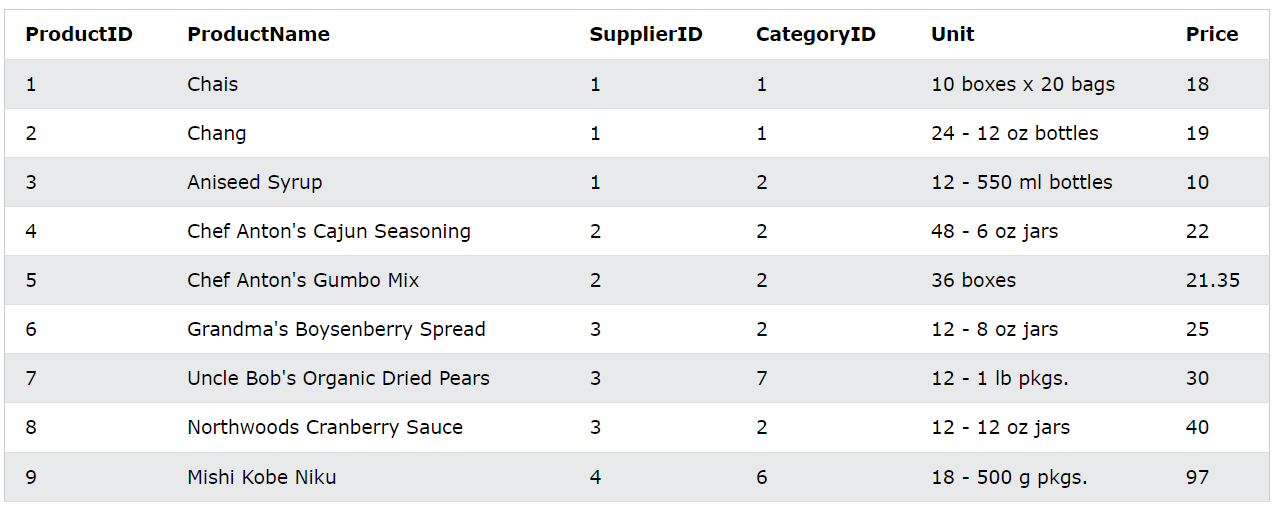 ProductID ProductName SupplierID CategoryID Unit Price
1 Chais 1 1 10 boxes x 20 bags 18
2 Chang 1 1 24 - 12 oz bottles 19
3 Aniseed Syrup 1 2 12 - 550 ml bottles 10
4 Chef Anton's Cajun Seasoning 2 2 48 - 6 oz jars 22
5 Chef Anton's Gumbo Mix 2 2 36 boxes 21.35
6 Grandma's Boysenberry Spread 3 2 12 - 8 oz jars 25
7 Uncle Bob's Organic Dried Pears 3 7 12 - 1 lb pkgs. 30
8 Northwoods Cranberry Sauce 3 2 12 - 12 oz jars 40
9 Mishi Kobe Niku 4 6 18 - 500 g pkgs. 97